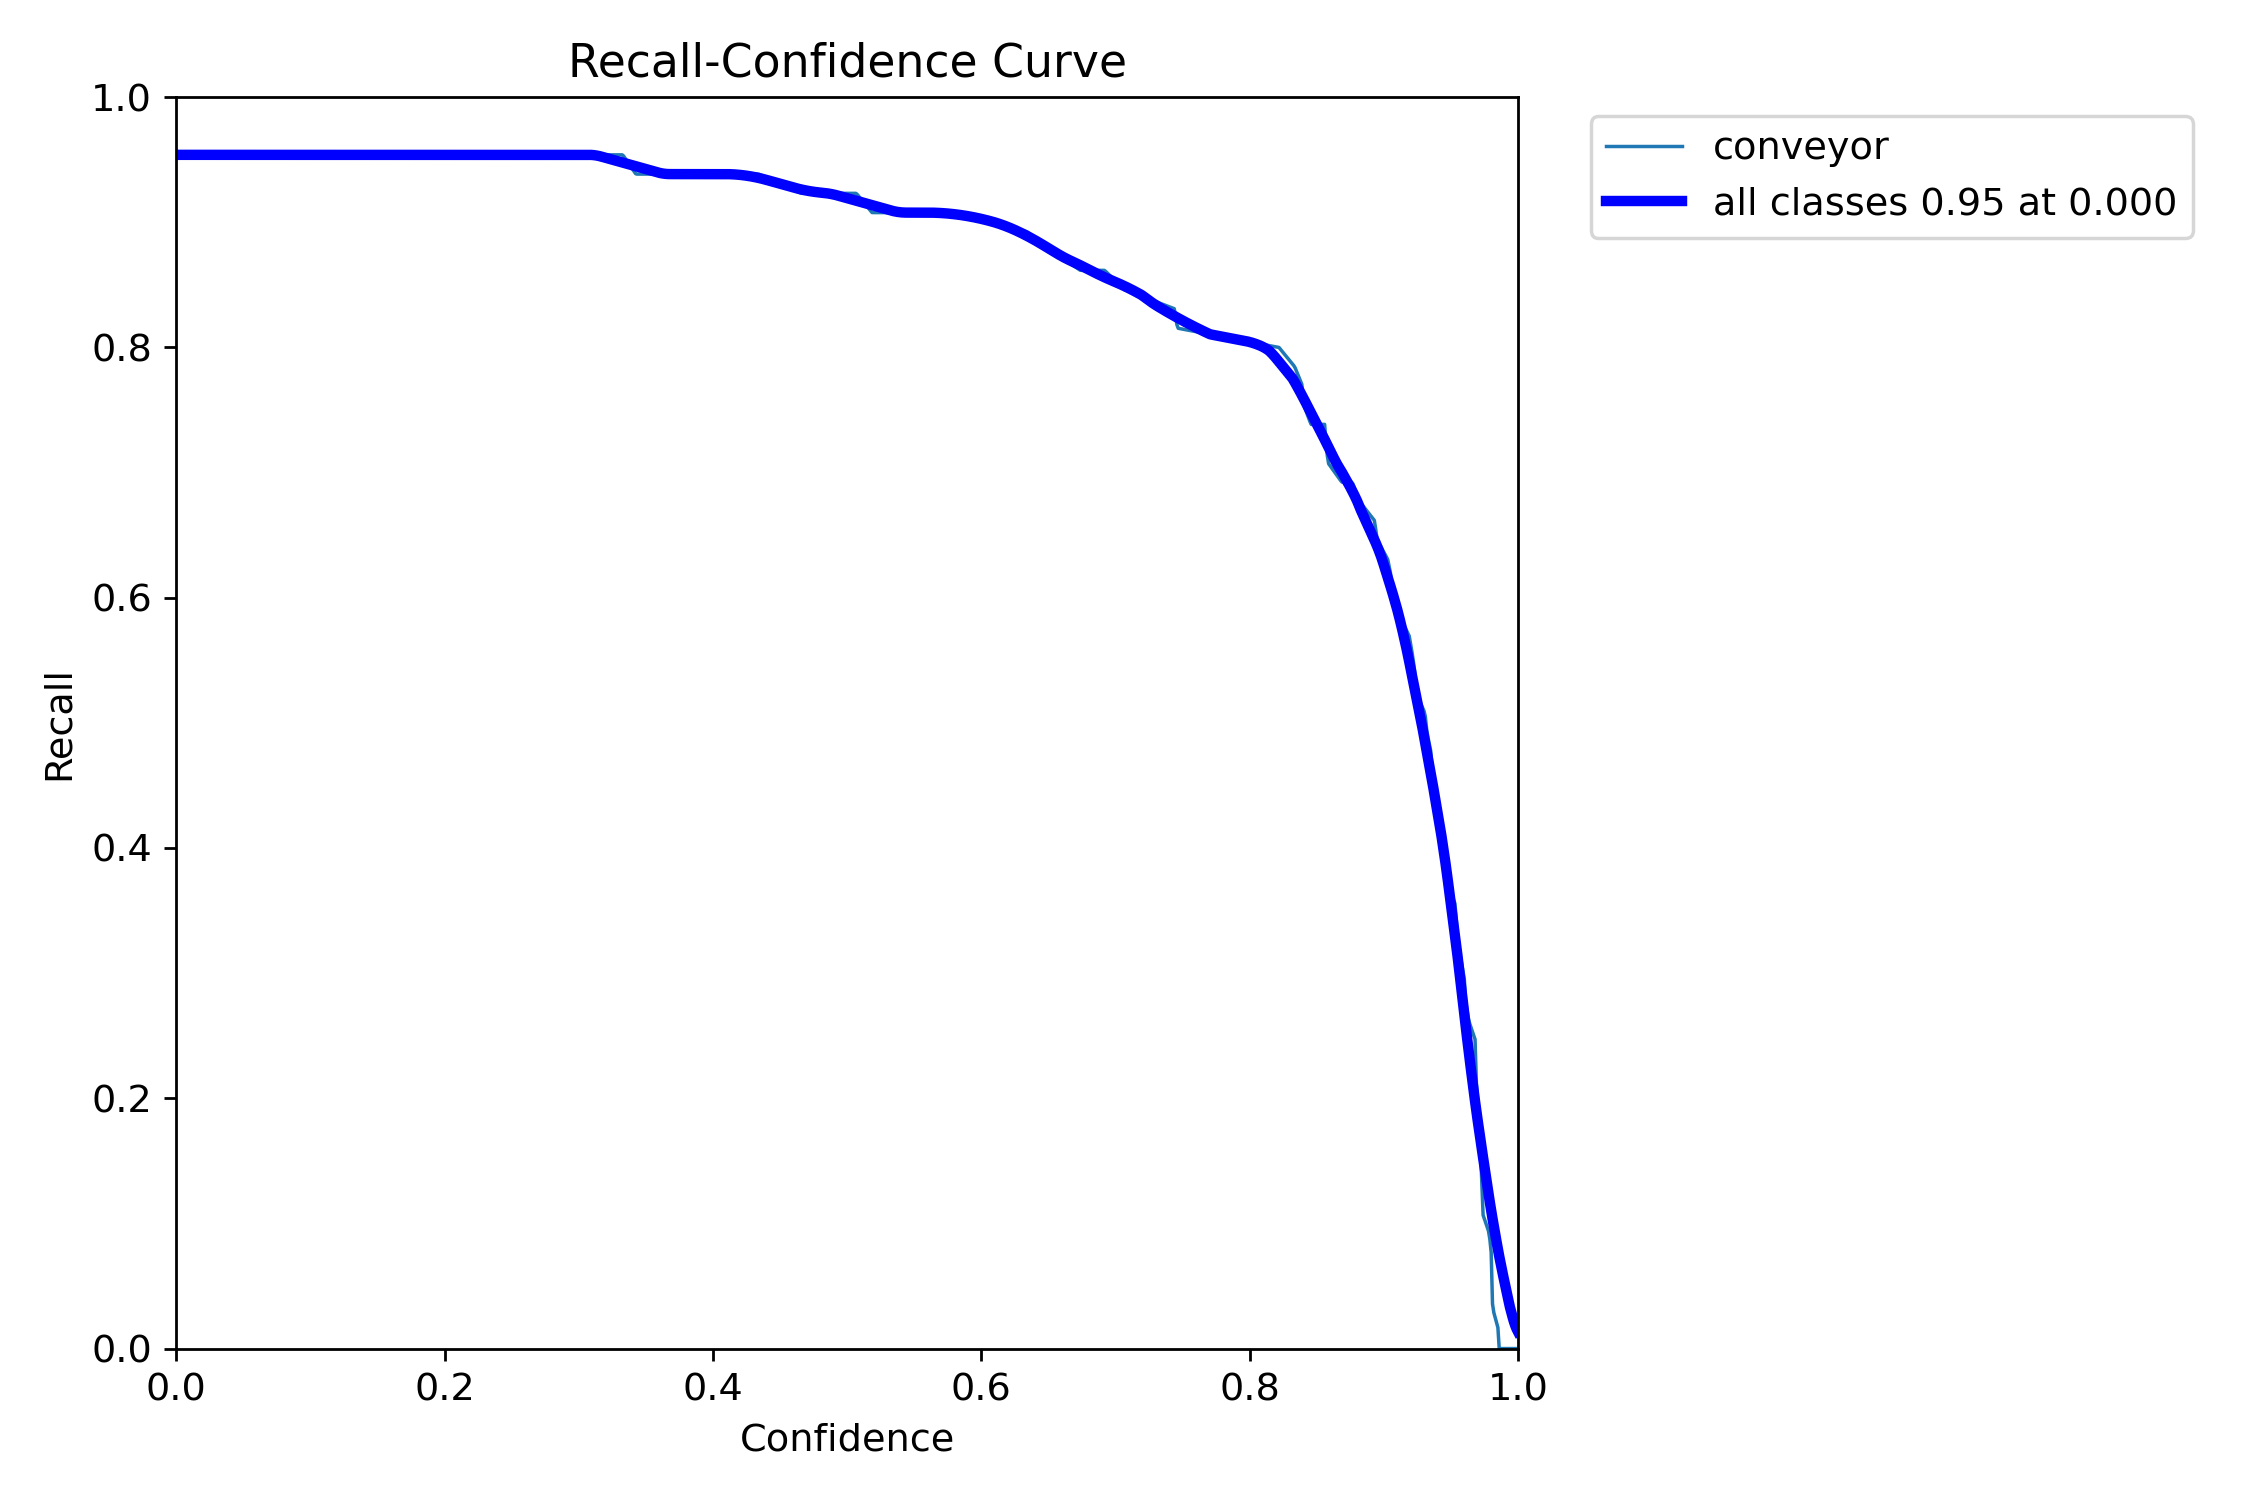 Recall-Confidence Curve
1.0
0.8
0.6
0.4
0.2
0.0
Recall
0.0 0.2 0.4 0.6 0.8 1.0
Confidence
conveyor
all classes 0.95 at 0.000